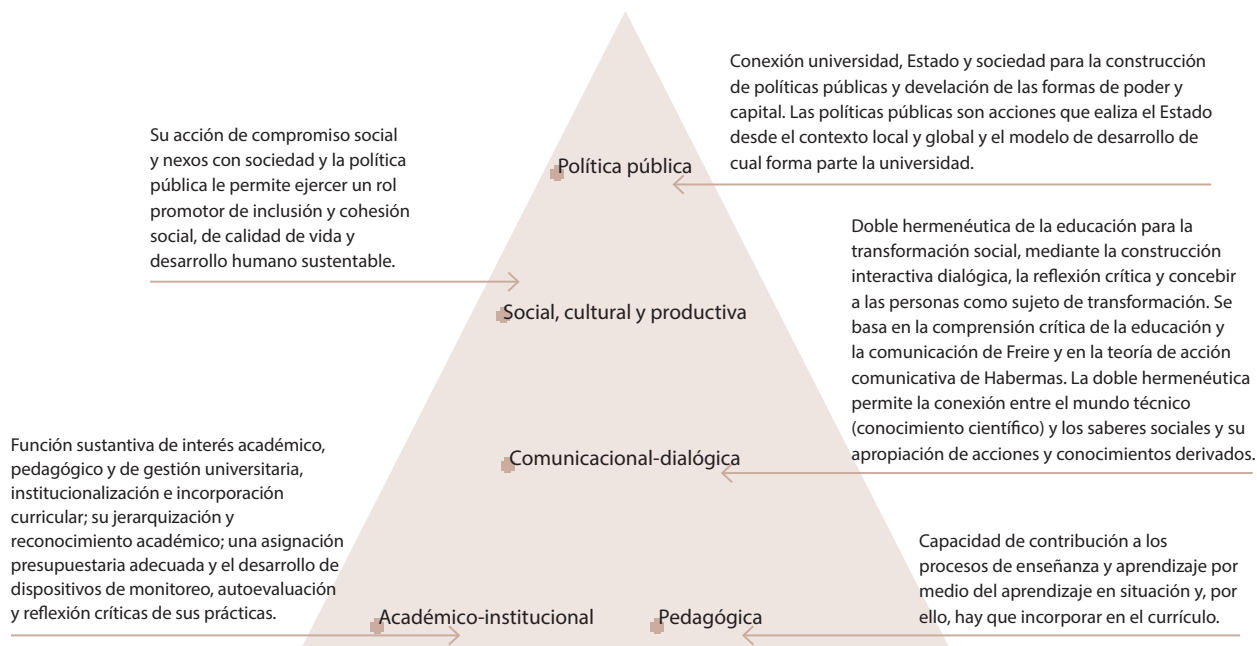 Conexión universidad, Estado y sociedad para la construcción
de políticas públicas y develación de las formas de poder y
capital. Las políticas públicas son acciones que ealiza el Estado
desde el contexto local y global y el modelo de desarrollo de
cual forma parte la universidad.
Política pública
Su acción de compromiso social
y nexos con sociedad y la política
pública le permite ejercer un rol
promotor de inclusión y cohesión
social, de calidad de vida y
desarrollo humano sustentable.
Social, cultural y productiva
Doble hermenéutica de la educación para la
transformación social, mediante la construcción
interactiva dialógica, la reflexión crítica y concebir
a las personas como sujeto de transformación. Se
basa en la comprensión crítica de la educación y
la comunicación de Freire y en la teoría de acción
comunicativa de Habermas. La doble hermenéutica
permite la conexión entre el mundo técnico
(conocimiento científico) y los saberes sociales y su
apropiación de acciones y conocimientos derivados.
Comunicacional-dialógica
Función sustantiva de interés académico,
pedagógico y de gestión universitaria,
institucionalización e incorporación
curricular; su jerarquización y
reconocimiento académico; una asignación
presupuestaria adecuada y el desarrollo de
dispositivos de monitoreo, autoevaluación
y reflexión críticas de sus prácticas.
Académico-institucional
Pedagógica
Capacidad de contribución a los
procesos de enseñanza y aprendizaje por
medio del aprendizaje en situación y, por
ello, hay que incorporar en el currículo.